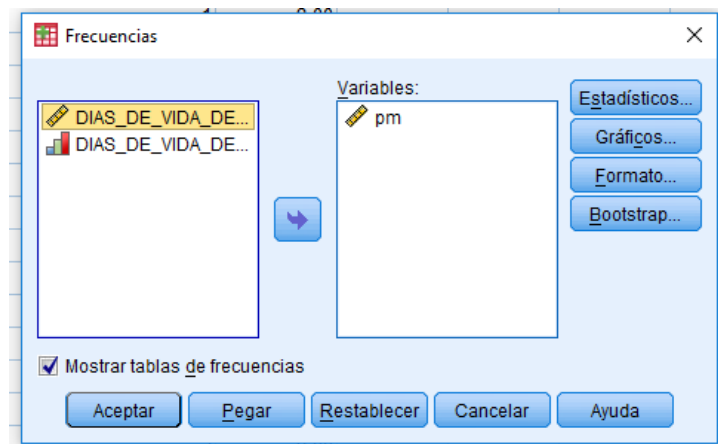 Frecuencias
Variables:
DIAS_DE_VIDA_DE...
DIAS_DE_VIDA_DE...
pm
Estadísticos...
Gráficos...
Formato...
Bootstrap...
Mostrar tablas de frecuencias
Aceptar Pegar Restablecer Cancelar Ayuda